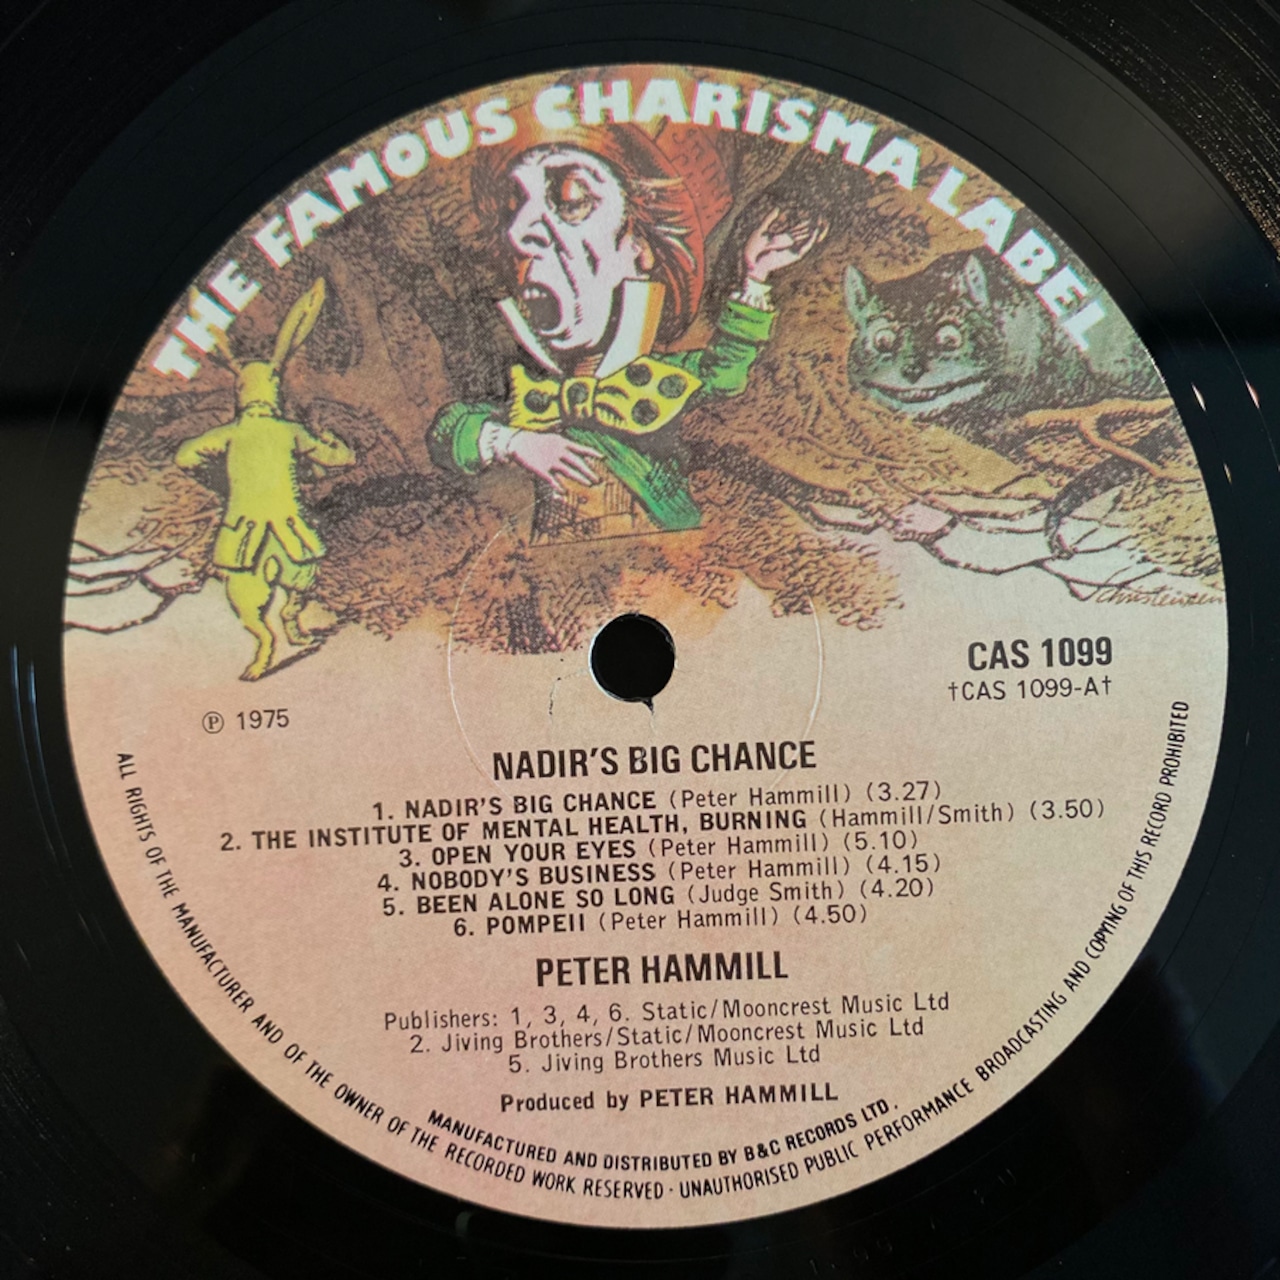 THE FAMOUS CHARISMA LABEL
Christensen
CAS 1099
†CAS 1099-A†
℗ 1975
NADIR'S BIG CHANCE
1. NADIR'S BIG CHANCE (Peter Hammill) (3.27)
2. THE INSTITUTE OF MENTAL HEALTH, BURNING (Hammill/Smith) (3.50)
3. OPEN YOUR EYES (Peter Hammill) (5.10)
4. NOBODY'S BUSINESS (Peter Hammill) (4.15)
5. BEEN ALONE SO LONG (Judge Smith) (4.20)
6. POMPEII (Peter Hammill) (4.50)
PETER HAMMILL
Publishers: 1, 3, 4, 6. Static/Mooncrest Music Ltd
2. Jiving Brothers/Static/Mooncrest Music Ltd
5. Jiving Brothers Music Ltd
Produced by PETER HAMMILL
MANUFACTURED AND DISTRIBUTED BY B&C RECORDS LTD.
ALL RIGHTS OF THE MANUFACTURER AND OF THE OWNER OF THE RECORDED WORK RESERVED · UNAUTHORISED PUBLIC PERFORMANCE BROADCASTING AND COPYING OF THIS RECORD PROHIBITED